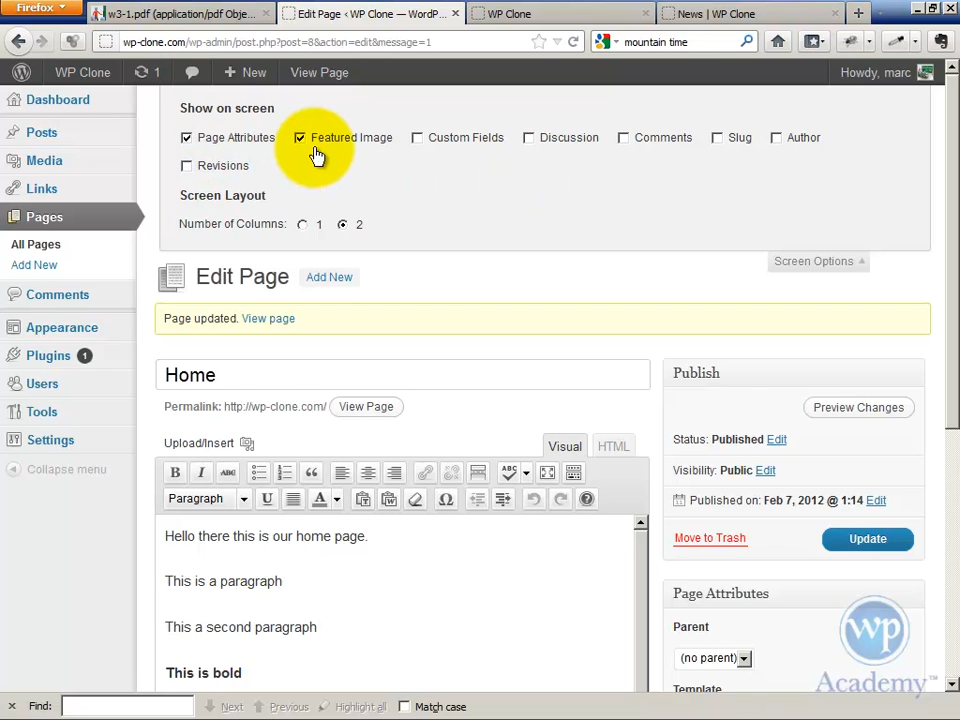 Firefox
w3-1.pdf (application/pdf Obje...
Edit Page ‹ WP Clone — WordP...
WP Clone
News | WP Clone
wp-clone.com/wp-admin/post.php?post=8&action=edit&message=1
mountain time
WP Clone
1
New
View Page
Howdy, marc
Dashboard
Posts
Media
Links
Pages
All Pages
Add New
Comments
Appearance
Plugins 1
Users
Tools
Settings
Collapse menu
Show on screen
Page Attributes
Featured Image
Custom Fields
Discussion
Comments
Slug
Author
Revisions
Screen Layout
Number of Columns: 1 2
Screen Options
Edit Page
Add New
Page updated. View page
Home
Permalink: http://wp-clone.com/
View Page
Upload/Insert
Visual
HTML
B I ABC
ABC
Paragraph
U
A
Ω
Hello there this is our home page.
This is a paragraph
This a second paragraph
This is bold
Publish
Preview Changes
Status: Published Edit
Visibility: Public Edit
Published on: Feb 7, 2012 @ 1:14 Edit
Move to Trash
Update
Page Attributes
Parent
(no parent)
Template
wp
Academy™
Find:
Next
Previous
Highlight all
Match case